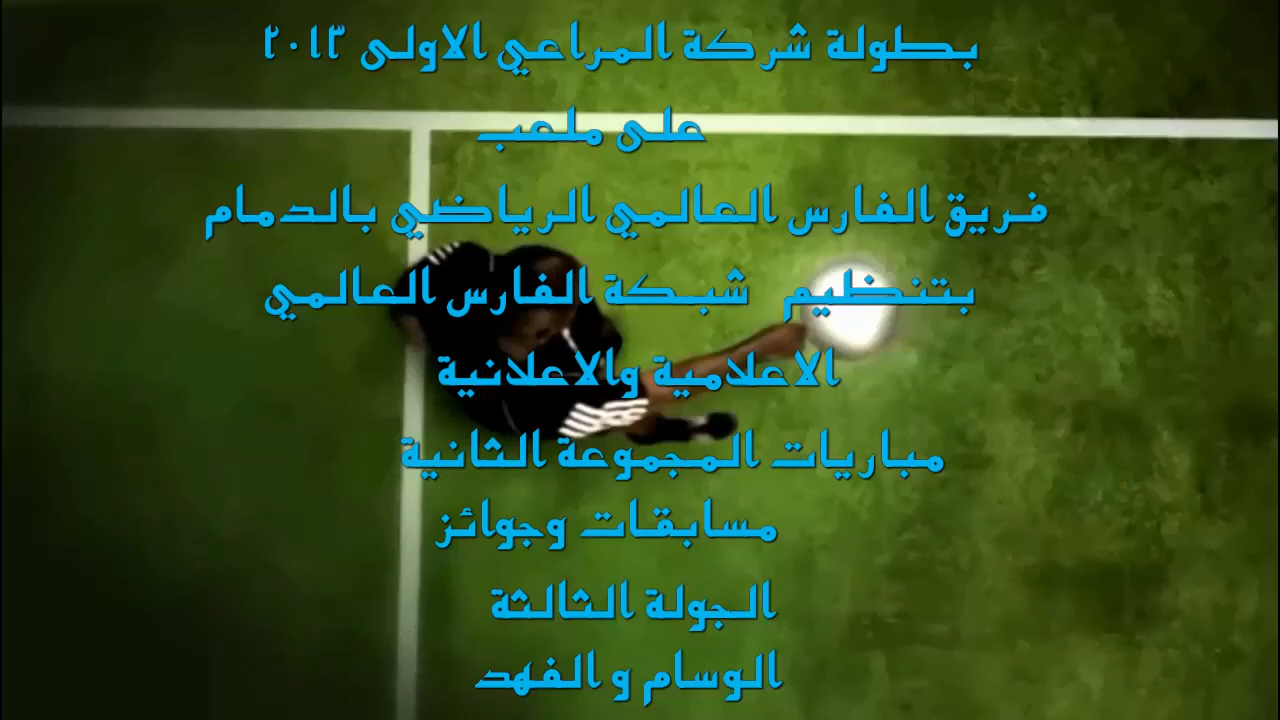 بطولة شركة المراعي الاولى ٢٠١٣
على ملعب
فريق الفارس العالمي الرياضي بالدمام
بتنظيم شبكة الفارس العالمي
الاعلامية والاعلانية
مباريات المجموعة الثانية
مسابقات وجوائز
الجولة الثالثة
الوسام و الفهد